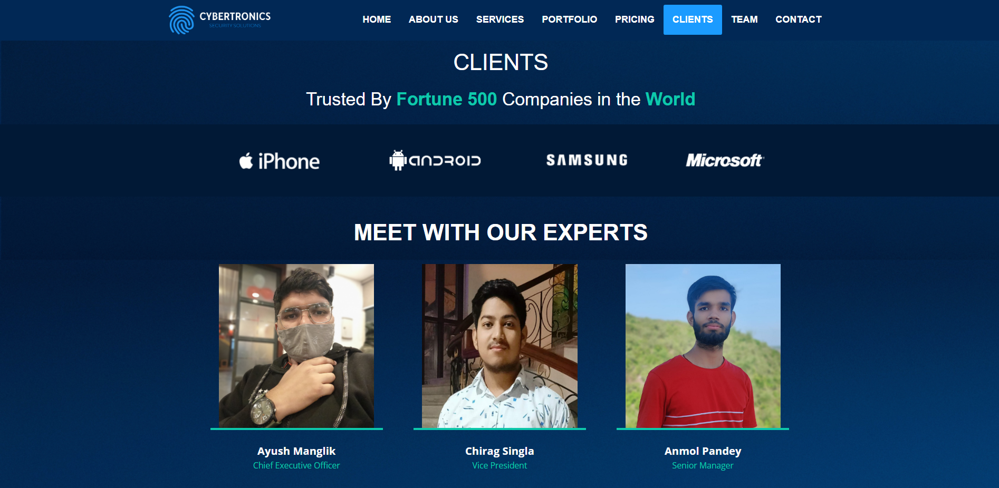 CYBERTRONICS
SECURITY SOLUTIONS
HOME ABOUT US SERVICES PORTFOLIO PRICING CLIENTS TEAM CONTACT
CLIENTS
Trusted By Fortune 500 Companies in the World
iPhone ANDROID SAMSUNG Microsoft
MEET WITH OUR EXPERTS
Ayush Manglik Chirag Singla Anmol Pandey
Chief Executive Officer Vice President Senior Manager